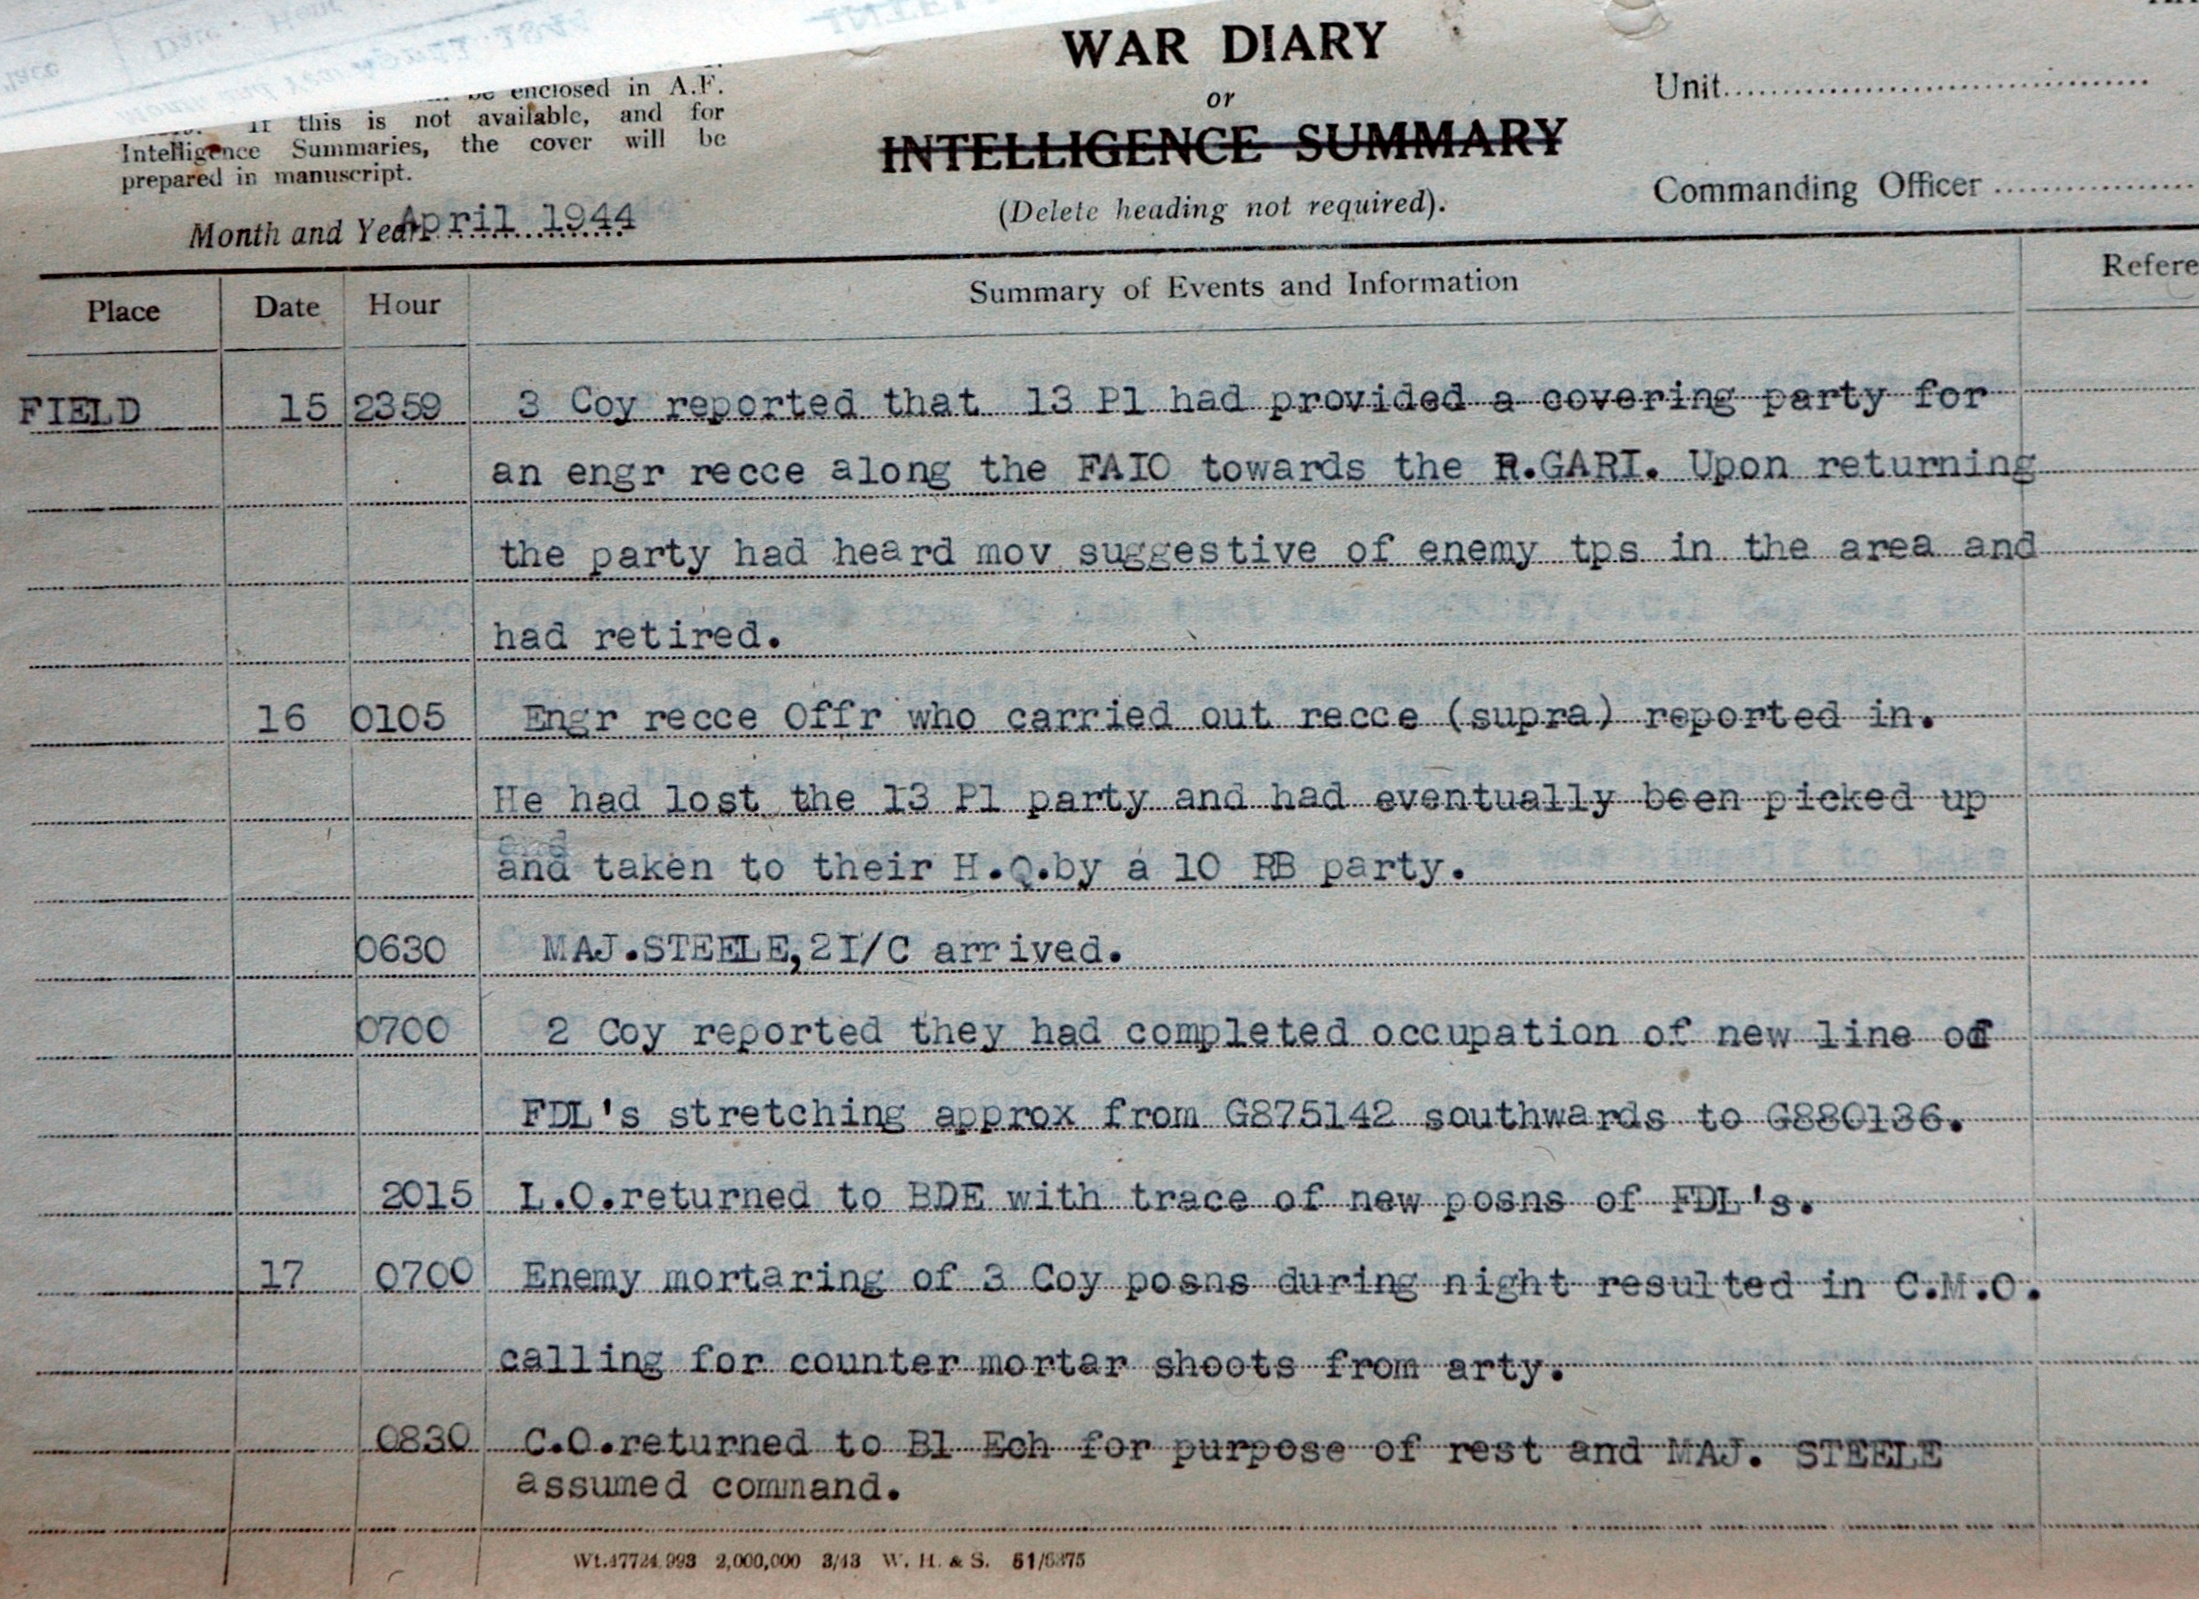 WAR DIARY
or
INTELLIGENCE SUMMARY
(Delete heading not required).
Unit
Commanding Officer
be enclosed in A.F.
If this is not available, and for
Intelligence Summaries, the cover will be
prepared in manuscript.
Month and Year April 1944
Place Date Hour Summary of Events and Information Refere
FIELD 15 2359 3 Coy reported that 13 Pl had provided a covering party for
an engr recce along the FAIO towards the R.GARI. Upon returning
the party had heard mov suggestive of enemy tps in the area and
had retired.
16 0105 Engr recce Offr who carried out recce (supra) reported in.
He had lost the 13 Pl party and had eventually been picked up
and taken to their H.Q.by a 10 RB party.
0630 MAJ.STEELE,2I/C arrived.
0700 2 Coy reported they had completed occupation of new line of
FDL's stretching approx from G875142 southwards to G880136.
2015 L.O.returned to BDE with trace of new posns of FDL's.
17 0700 Enemy mortaring of 3 Coy posns during night resulted in C.M.O.
calling for counter mortar shoots from arty.
0830 C.O.returned to Bl Ech for purpose of rest and MAJ. STEELE
assumed command.
Wt.47724.993 2,000,000 3/43 W. H. & S. 51/6375